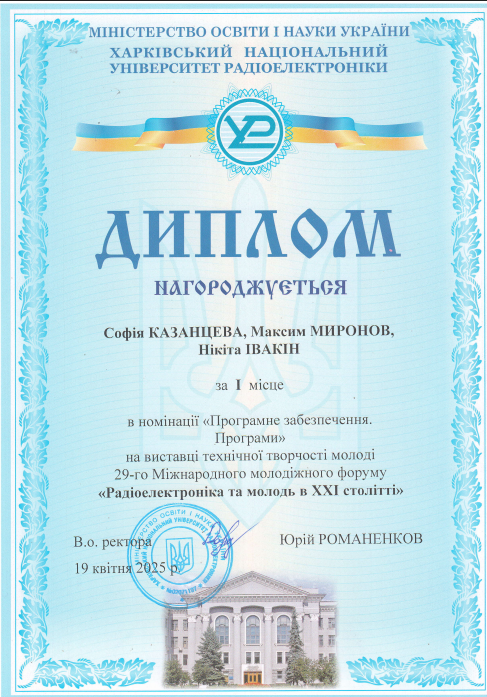 МІНІСТЕРСТВО ОСВІТИ І НАУКИ УКРАЇНИ
ХАРКІВСЬКИЙ НАЦІОНАЛЬНИЙ
УНІВЕРСИТЕТ РАДІОЕЛЕКТРОНІКИ
ДИПЛОМ
НАГОРОДЖУЄТЬСЯ
Софія КАЗАНЦЕВА, Максим МИРОНОВ,
Нікіта ІВАКІН
за І місце
в номінації «Програмне забезпечення.
Програми»
на виставці технічної творчості молоді
29-го Міжнародного молодіжного форуму
«Радіоелектроніка та молодь в ХХІ столітті»
В.о. ректора Юрій РОМАНЕНКОВ
19 квітня 2025 р.